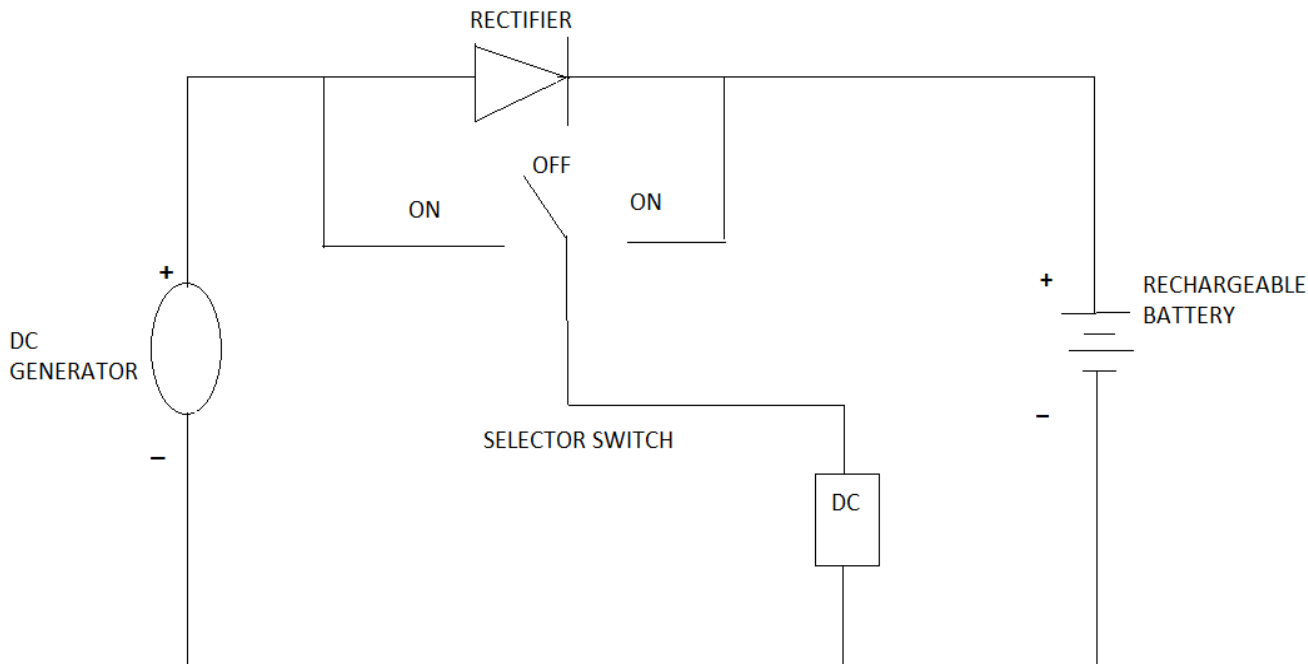 RECTIFIER
OFF
ON
ON
+
+
RECHARGEABLE
BATTERY
DC
GENERATOR
–
–
SELECTOR SWITCH
DC